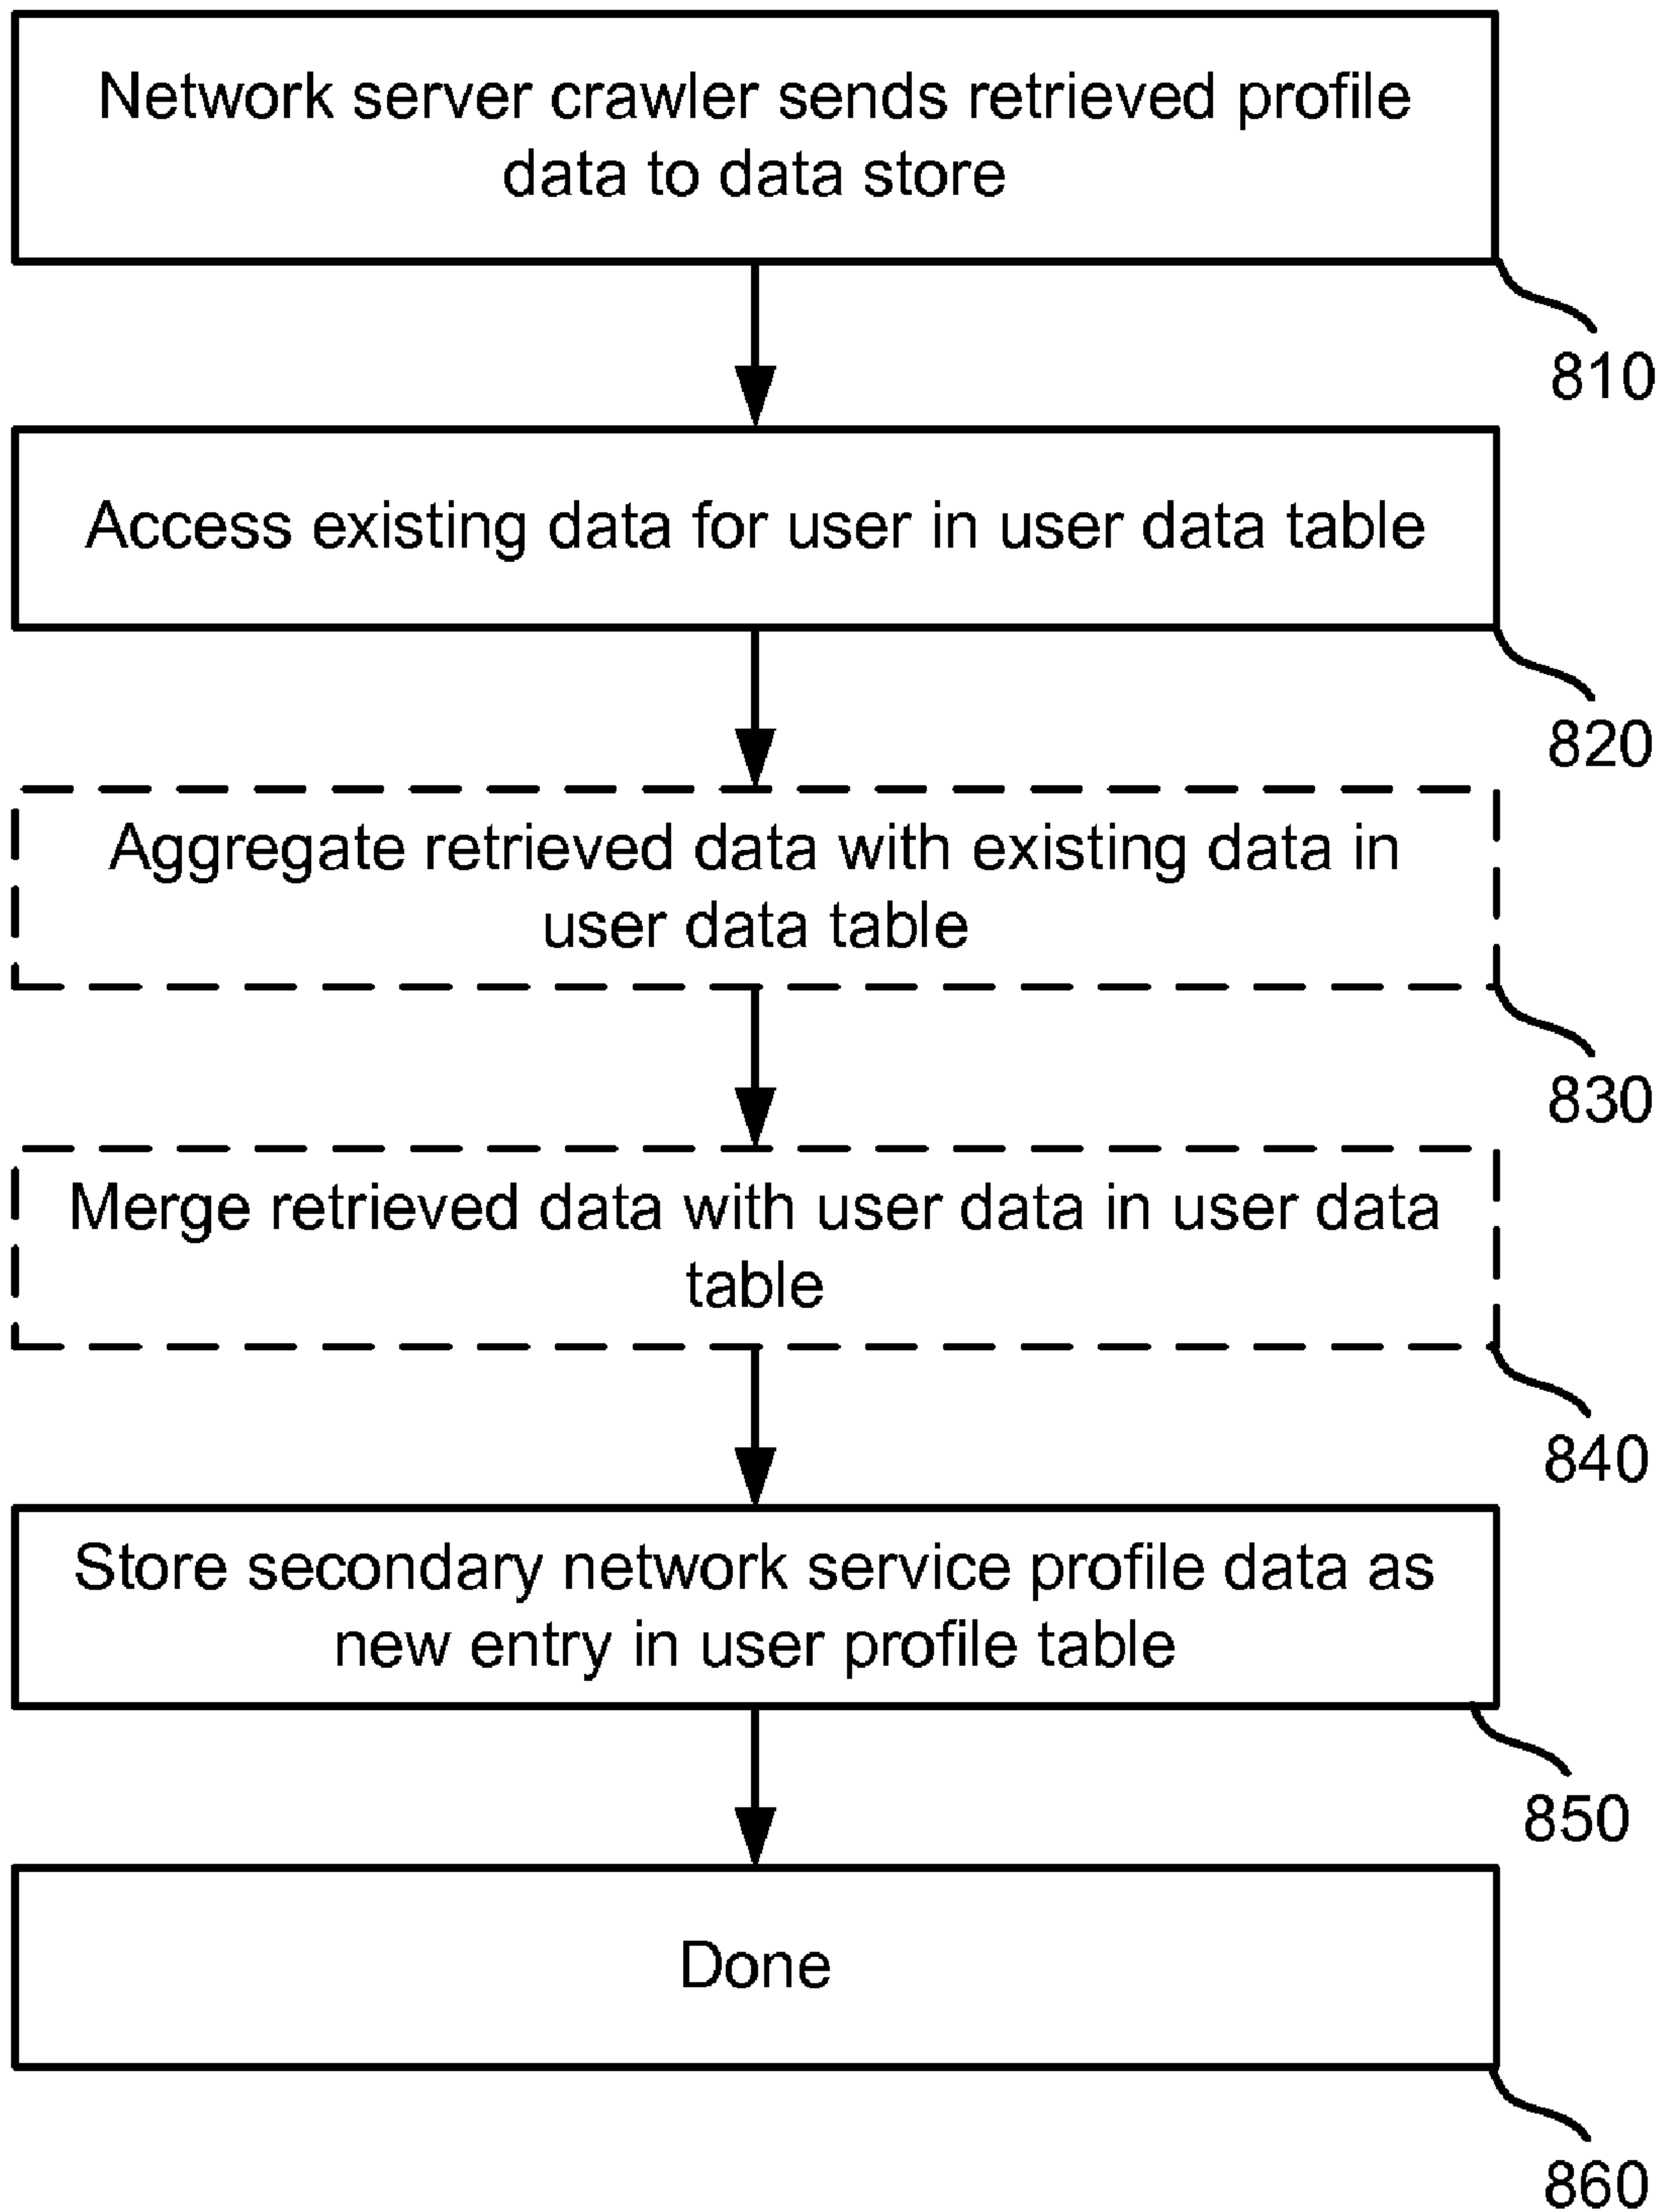 Network server crawler sends retrieved profile
data to data store
810
Access existing data for user in user data table
820
Aggregate retrieved data with existing data in
user data table
830
Merge retrieved data with user data in user data
table
840
Store secondary network service profile data as
new entry in user profile table
850
Done
860